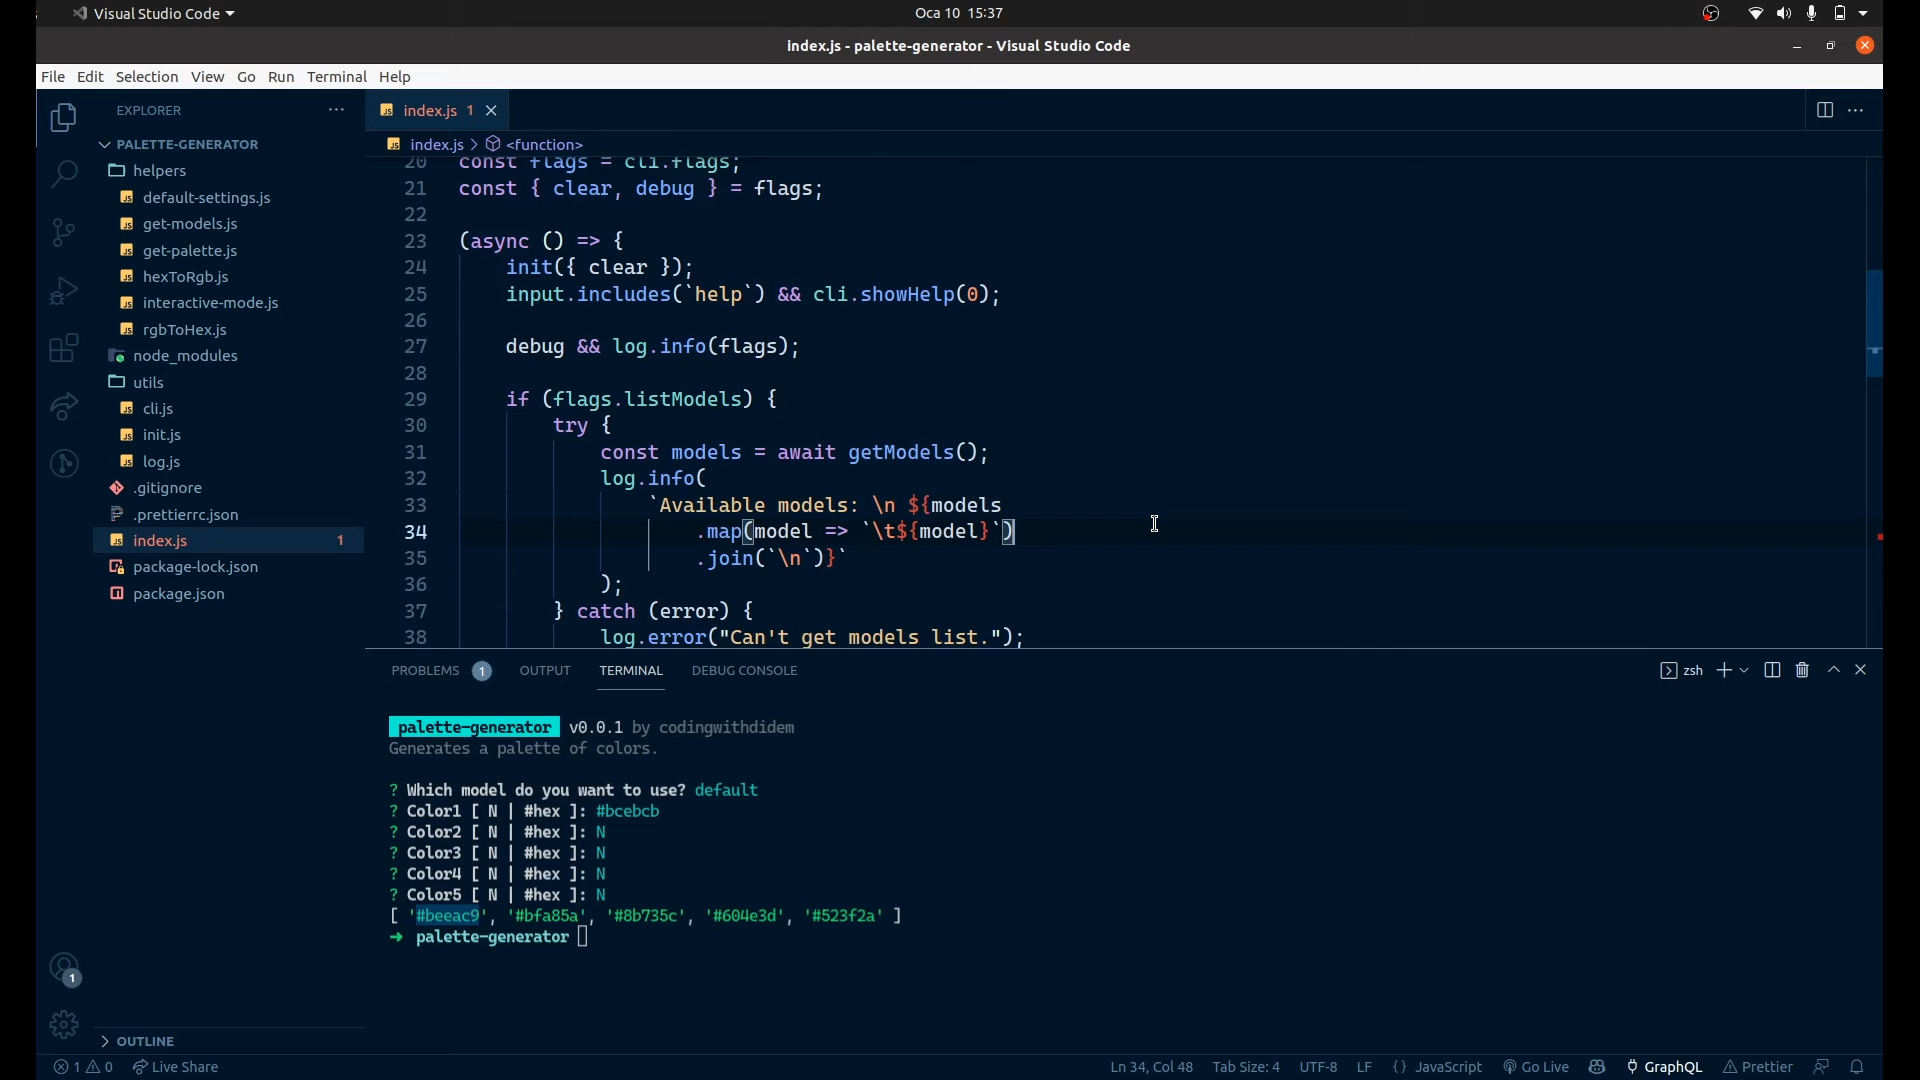 Visual Studio Code
Oca 10 15:37
index.js - palette-generator - Visual Studio Code
File Edit Selection View Go Run Terminal Help
EXPLORER
PALETTE-GENERATOR
helpers
default-settings.js
get-models.js
get-palette.js
hexToRgb.js
interactive-mode.js
rgbToHex.js
node_modules
utils
cli.js
init.js
log.js
.gitignore
.prettierrc.json
index.js 1
package-lock.json
package.json
OUTLINE
index.js 1
index.js > <function>
20 const flags = cli.flags;
21 const { clear, debug } = flags;
22
23 (async () => {
24 init({ clear });
25 input.includes(`help`) && cli.showHelp(0);
26
27 debug && log.info(flags);
28
29 if (flags.listModels) {
30 try {
31 const models = await getModels();
32 log.info(
33 `Available models: \n ${models
34 .map(model => `\t${model}`)
35 .join(`\n`)}`
36 );
37 } catch (error) {
38 log.error("Can't get models list.");
PROBLEMS 1 OUTPUT TERMINAL DEBUG CONSOLE
zsh
palette-generator v0.0.1 by codingwithdidem
Generates a palette of colors.
? Which model do you want to use? default
? Color1 [ N | #hex ]: #bcebcb
? Color2 [ N | #hex ]: N
? Color3 [ N | #hex ]: N
? Color4 [ N | #hex ]: N
? Color5 [ N | #hex ]: N
[ '#beeac9', '#bfa85a', '#8b735c', '#604e3d', '#523f2a' ]
➜ palette-generator
1
1 0 Live Share
Ln 34, Col 48 Tab Size: 4 UTF-8 LF {} JavaScript Go Live GraphQL Prettier